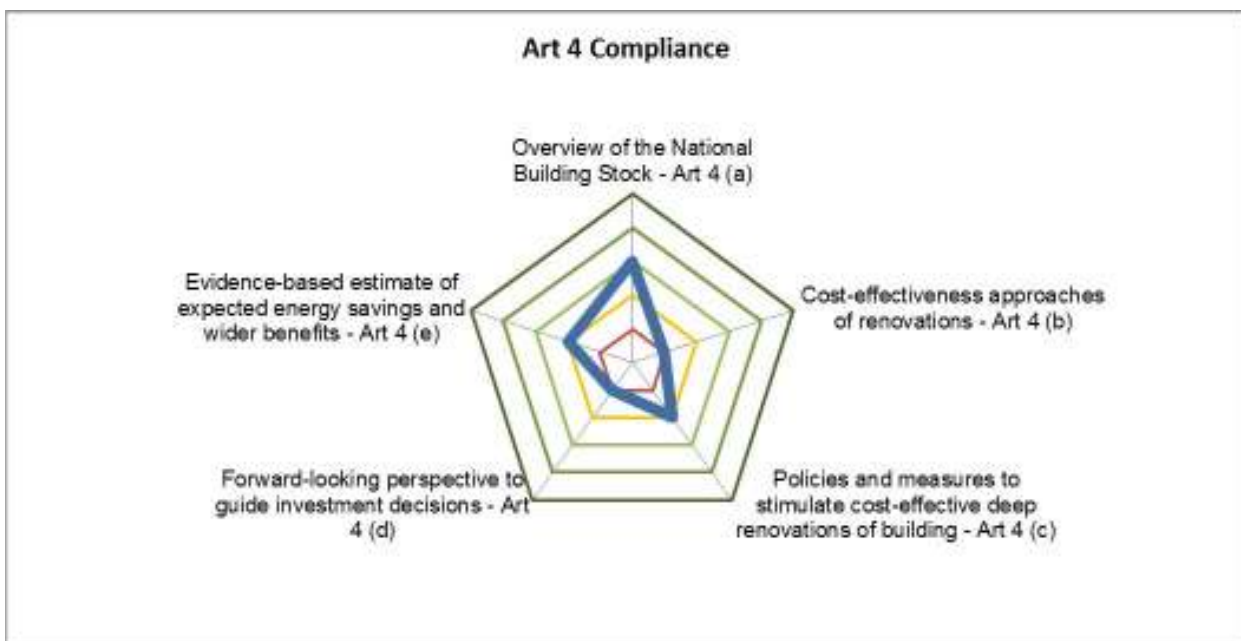 Art 4 Compliance
Overview of the National
Building Stock - Art 4 (a)
Cost-effectiveness approaches
of renovations - Art 4 (b)
Policies and measures to
stimulate cost-effective deep
renovations of building - Art 4 (c)
Forward-looking perspective to
guide investment decisions - Art
4 (d)
Evidence-based estimate of
expected energy savings and
wider benefits - Art 4 (e)